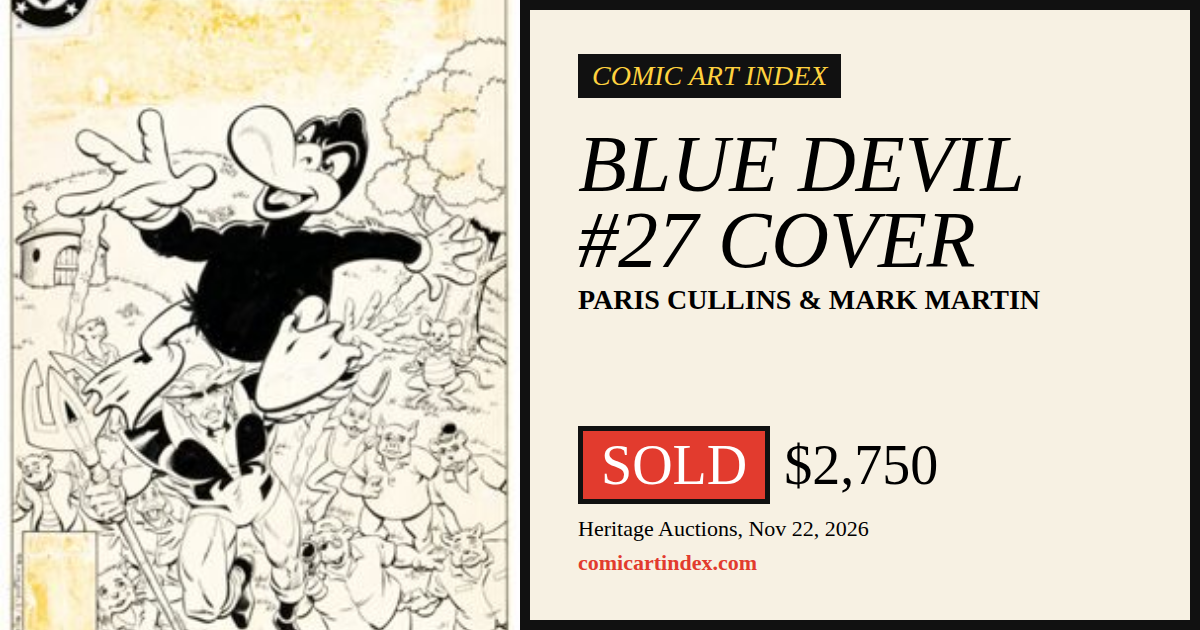 COMIC ART INDEX
BLUE DEVIL
#27 COVER
PARIS CULLINS & MARK MARTIN
SOLD $2,750
Heritage Auctions, Nov 22, 2026
comicartindex.com